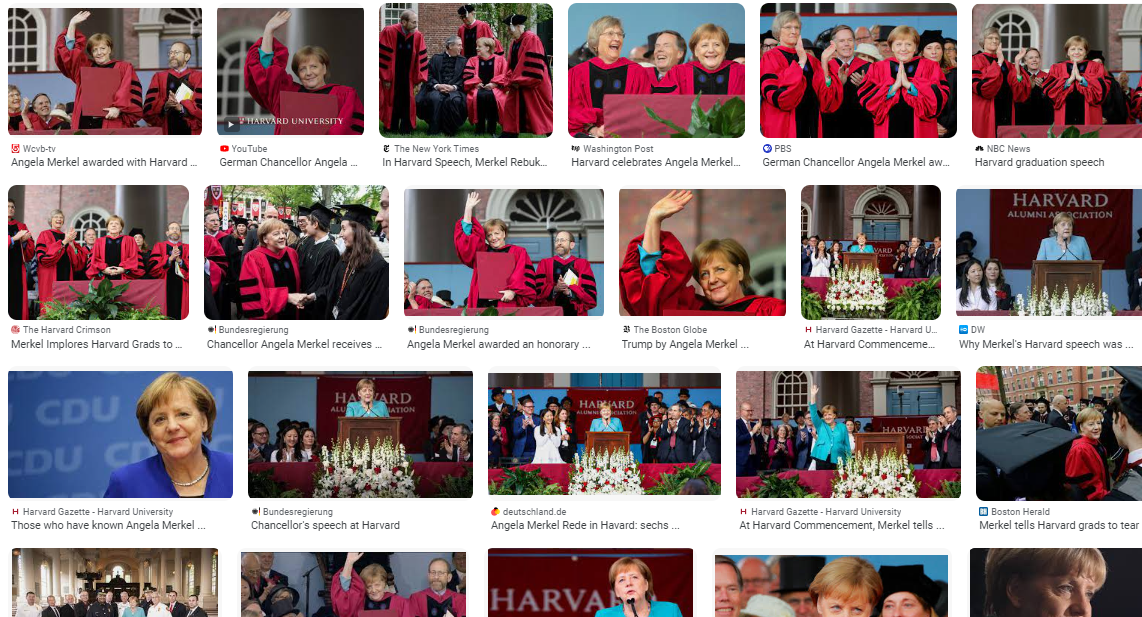 HARVARD UNIVERSITY
Wcvb-tv
Angela Merkel awarded with Harvard ...
YouTube
German Chancellor Angela ...
The New York Times
In Harvard Speech, Merkel Rebuk...
Washington Post
Harvard celebrates Angela Merkel...
PBS
German Chancellor Angela Merkel aw...
NBC News
Harvard graduation speech
HARVARD
ALUMNI ASSOCIATION
The Harvard Crimson
Merkel Implores Harvard Grads to ...
Bundesregierung
Chancellor Angela Merkel receives ...
Bundesregierung
Angela Merkel awarded an honorary ...
The Boston Globe
Trump by Angela Merkel ...
Harvard Gazette - Harvard U...
At Harvard Commenceme...
DW
Why Merkel's Harvard speech was ...
CDU
CDU
HARVARD
HARVARD
ALUMNI ASSOCIATION
HARVARD
Harvard Gazette - Harvard University
Those who have known Angela Merkel ...
Bundesregierung
Chancellor's speech at Harvard
deutschland.de
Angela Merkel Rede in Havard: sechs ...
Harvard Gazette - Harvard University
At Harvard Commencement, Merkel tells ...
Boston Herald
Merkel tells Harvard grads to tear
HARVARD